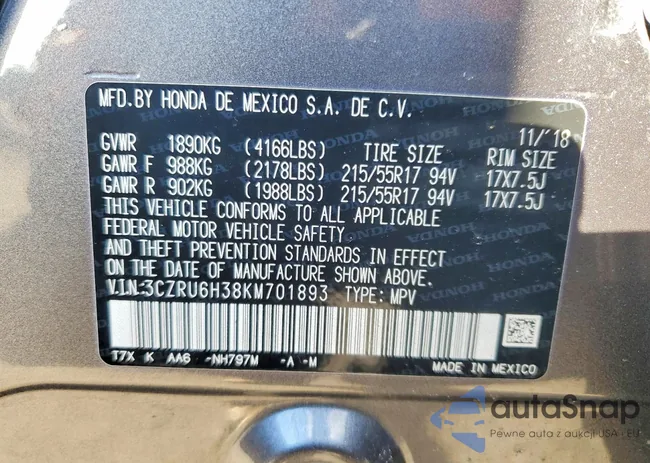 MFD.BY HONDA DE MEXICO S.A. DE C.V.
11/'18
GVWR 1890KG (4166LBS) TIRE SIZE RIM SIZE
GAWR F 988KG (2178LBS) 215/55R17 94V 17X7.5J
GAWR R 902KG (1988LBS) 215/55R17 94V 17X7.5J
THIS VEHICLE CONFORMS TO ALL APPLICABLE
FEDERAL MOTOR VEHICLE SAFETY
AND THEFT PREVENTION STANDARDS IN EFFECT
ON THE DATE OF MANUFACTURE SHOWN ABOVE.
V.I.N:3CZRU6H38KM701893 TYPE: MPV
T7X K AA6 -NH797M -A -M
MADE IN MEXICO
autaSnap
Pewne auta z aukcji USA - EU